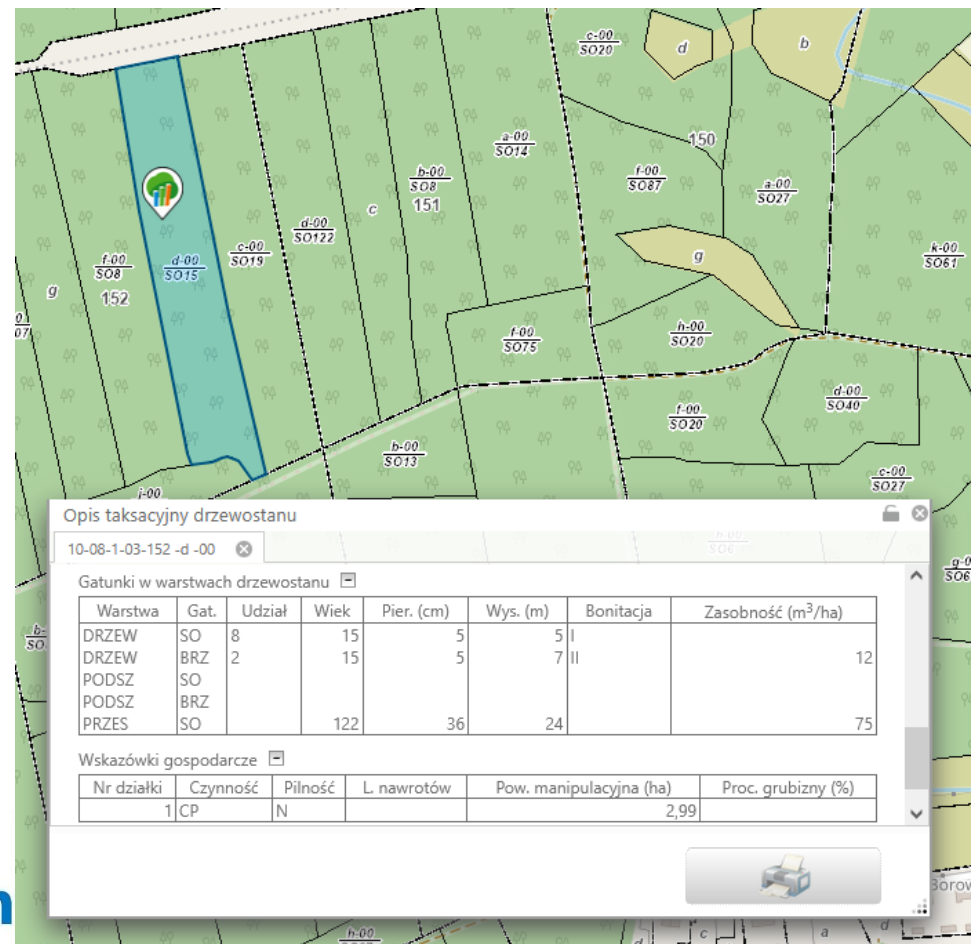 c-00
SO20
d
b
a-00
SO14
150
b-00
SO8
151
f-00
SO87
a-00
SO27
c
d-00
SO122
c-00
SO19
k-00
SO61
f-00
SO8
152
d-00
SO15
g
g
07
f-00
SO75
h-00
SO20
d-00
SO40
f-00
SO20
b-00
SO13
c-00
SO27
j-00
Opis taksacyjny drzewostanu
10-08-1-03-152 -d -00
Gatunki w warstwach drzewostanu
Warstwa Gat. Udział Wiek Pier. (cm) Wys. (m) Bonitacja Zasobność (m³/ha)
DRZEW SO 8 15 5 5 I
DRZEW BRZ 2 15 5 7 II 12
PODSZ SO
PODSZ BRZ
PRZES SO 122 36 24 75
Wskazówki gospodarcze
Nr działki Czynność Pilność L. nawrotów Pow. manipulacyjna (ha) Proc. grubizny (%)
1 CP N 2,99
h-00
c
a
d